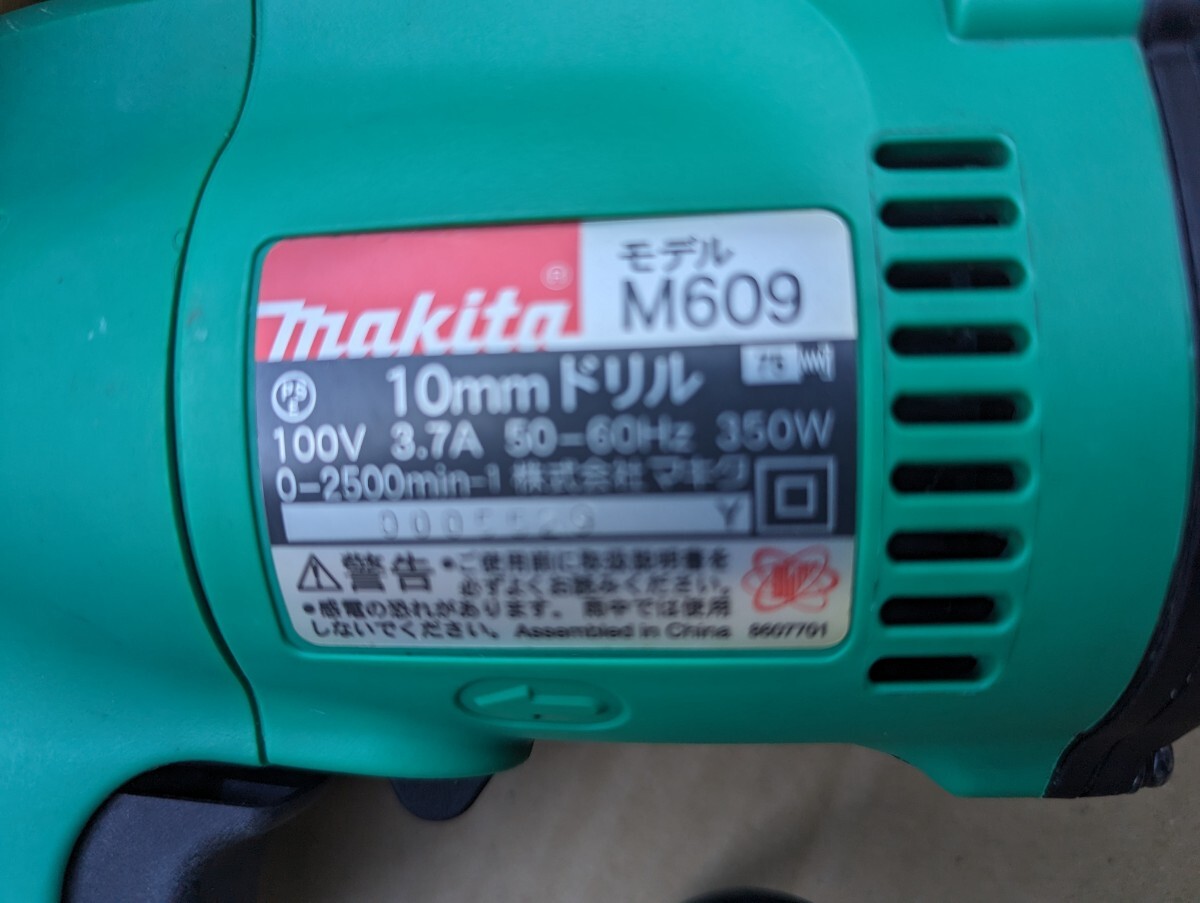 makita®
モデル
M609
10mmドリル
75
PS E
100V 3.7A 50-60Hz 350W
0-2500min-1 株式会社マキタ
Y
⚠警告 •ご使用前に取扱説明書を
必ずよくお読みください。
•感電の恐れがあります。雨中では使用
しないでください。 Assembled in China 8607701